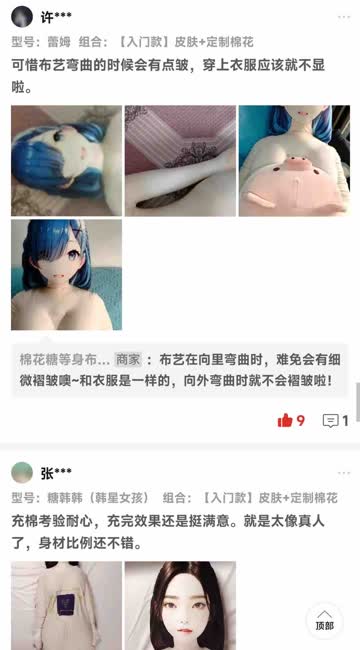 许***
型号：蕾姆 组合：【入门款】皮肤+定制棉花
可惜布艺弯曲的时候会有点皱，穿上衣服应该就不显
啦。
棉花糖等身布... 商家 ：布艺在向里弯曲时，难免会有细
微褶皱噢~和衣服是一样的，向外弯曲时就不会褶皱啦！
9 1
张***
型号：糖韩韩（韩星女孩） 组合：【入门款】皮肤+定制棉花
充棉考验耐心，充完效果还是挺满意。就是太像真人
了，身材比例还不错。
顶部